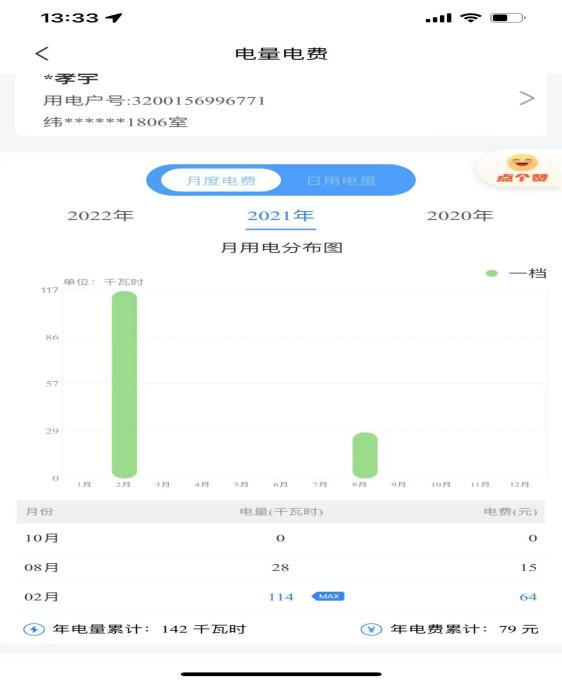 13:33
电量电费
*孝宇
用电户号:3200156996771
纬******1806室
月度电费 日用电量
点个赞
2022年 2021年 2020年
月用电分布图
一档
单位: 千瓦时
117
86
57
29
0
1月 2月 3月 4月 5月 6月 7月 8月 9月 10月 11月 12月
月份 电量(千瓦时) 电费(元)
10月 0 0
08月 28 15
02月 114 MAX 64
年电量累计: 142 千瓦时 ¥ 年电费累计: 79 元